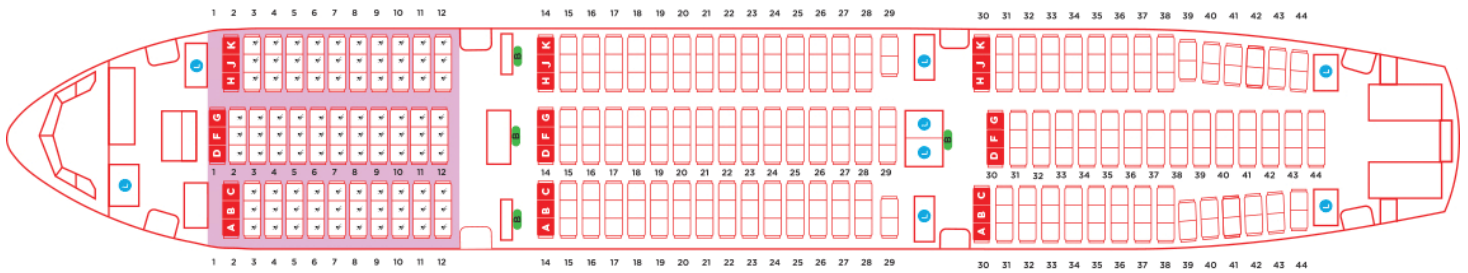 1 2 3 4 5 6 7 8 9 10 11 12 14 15 16 17 18 19 20 21 22 23 24 25 26 27 28 29 30 31 32 33 34 35 36 37 38 39 40 41 42 43 44
H J K H J K H J K
L B L L
D F G D F G D F G
B L B
L L
1 2 3 4 5 6 7 8 9 10 11 12 14 15 16 17 18 19 20 21 22 23 24 25 26 27 28 29 30 31 32 33 34 35 36 37 38 39 40 41 42 43 44
A B C A B C A B C
B L L
1 2 3 4 5 6 7 8 9 10 11 12 14 15 16 17 18 19 20 21 22 23 24 25 26 27 28 29 30 31 32 33 34 35 36 37 38 39 40 41 42 43 44